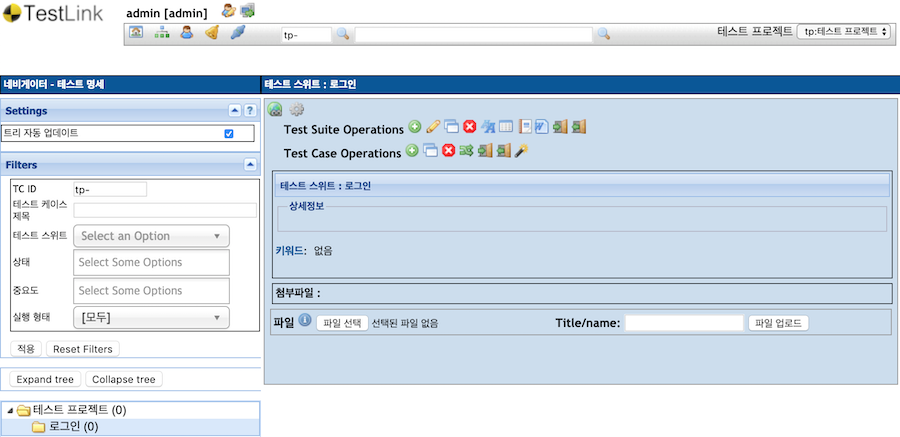 TestLink
admin [admin]
tp-
테스트 프로젝트 tp:테스트 프로젝트
네비게이터 - 테스트 명세
Settings ?
트리 자동 업데이트
Filters
TC ID tp-
테스트 케이스
제목
테스트 스위트 Select an Option
상태 Select Some Options
중요도 Select Some Options
실행 형태 [모두]
적용 Reset Filters
Expand tree Collapse tree
테스트 프로젝트 (0)
로그인 (0)
테스트 스위트 : 로그인
Test Suite Operations
Test Case Operations
테스트 스위트 : 로그인
상세정보
키워드: 없음
첨부파일 :
파일 파일 선택 선택된 파일 없음 Title/name: 파일 업로드